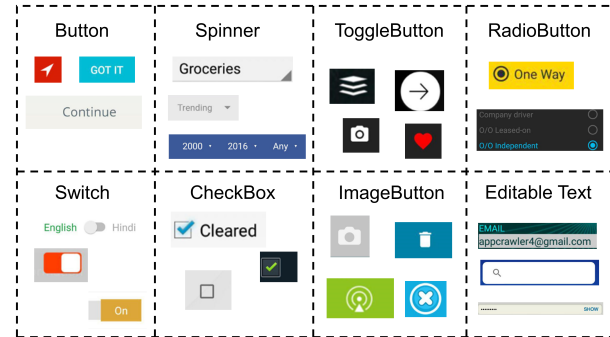 Button
GOT IT
Continue
Spinner
Groceries
Trending
2000 · 2016 · Any ·
ToggleButton
RadioButton
One Way
Company driver
O/O Leased-on
O/O Independent
Switch
English Hindi
On
CheckBox
Cleared
ImageButton
Editable Text
EMAIL
appcrawler4@gmail.com
SHOW